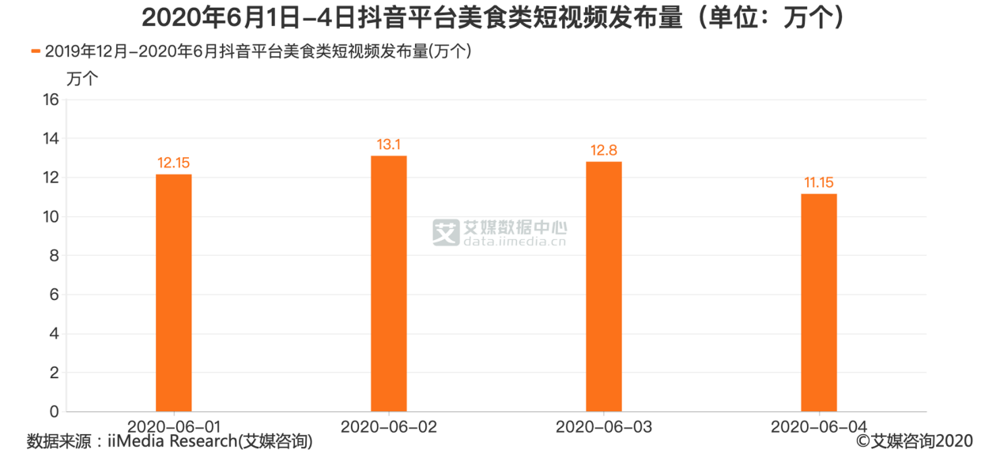 2020年6月1日-4日抖音平台美食类短视频发布量（单位：万个）
2019年12月-2020年6月抖音平台美食类短视频发布量(万个)
万个
16
14
12
10
8
6
4
2
0
12.15
13.1
12.8
11.15
艾媒数据中心
data.iimedia.cn
2020-06-01
2020-06-02
2020-06-03
2020-06-04
数据来源：iiMedia Research(艾媒咨询)
©艾媒咨询2020